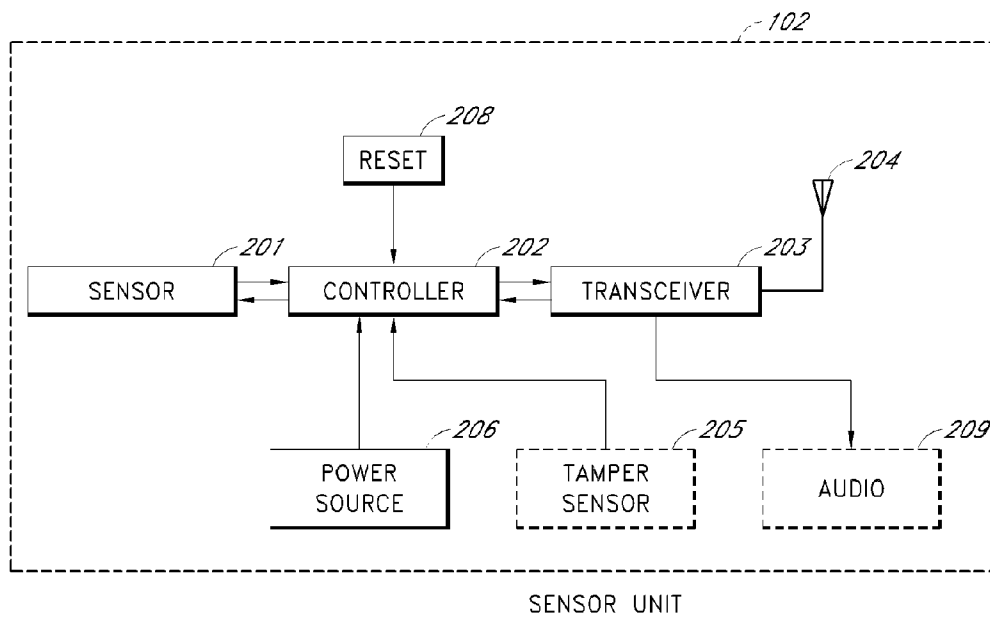 102
208
RESET
204
201
202
203
SENSOR
CONTROLLER
TRANSCEIVER
206
205
209
POWER
SOURCE
TAMPER
SENSOR
AUDIO
SENSOR UNIT